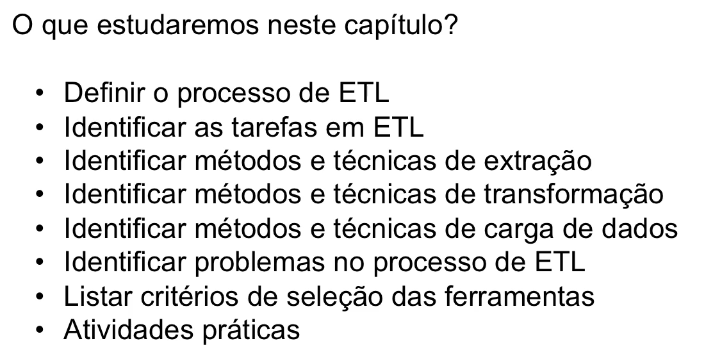 O que estudaremos neste capítulo?
• Definir o processo de ETL
• Identificar as tarefas em ETL
• Identificar métodos e técnicas de extração
• Identificar métodos e técnicas de transformação
• Identificar métodos e técnicas de carga de dados
• Identificar problemas no processo de ETL
• Listar critérios de seleção das ferramentas
• Atividades práticas